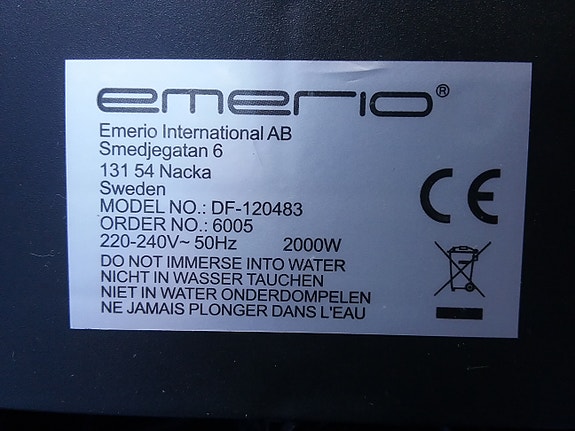 emerio®
Emerio International AB
Smedjegatan 6
131 54 Nacka
Sweden
MODEL NO.: DF-120483
ORDER NO.: 6005
220-240V~ 50Hz 2000W
DO NOT IMMERSE INTO WATER
NICHT IN WASSER TAUCHEN
NIET IN WATER ONDERDOMPELEN
NE JAMAIS PLONGER DANS L'EAU
CE